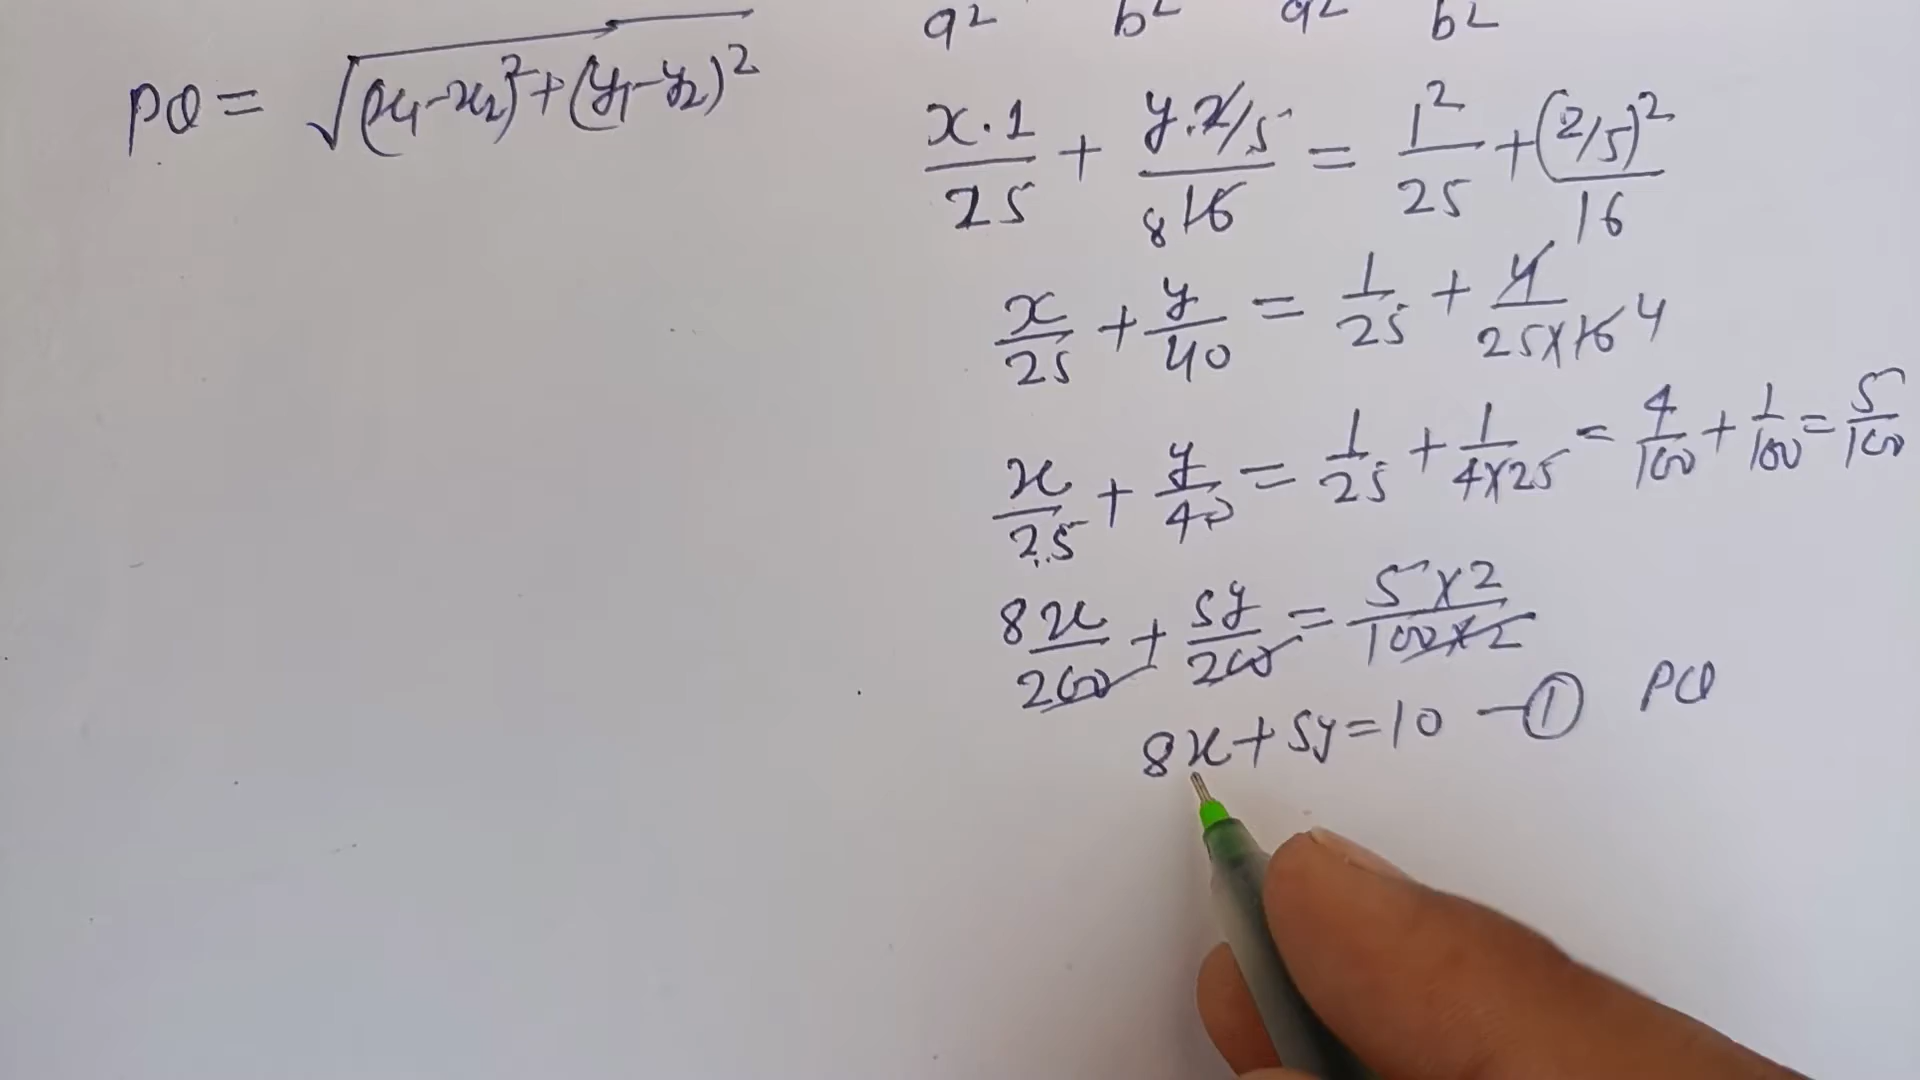 PQ = √(x₁-x₂)²+(y₁-y₂)²
a² b² a² b²
x.1/25 + y.2/5/16 8 = 1²/25 + (2/5)²/16
x/25 + y/40 = 1/25 + 4/25×16 4
x/25 + y/40 = 1/25 + 1/4×25 = 4/100 + 1/100 = 5/100
8x/200 + 5y/200 = 5×2/100×2
8x+5y=10 —① PQ